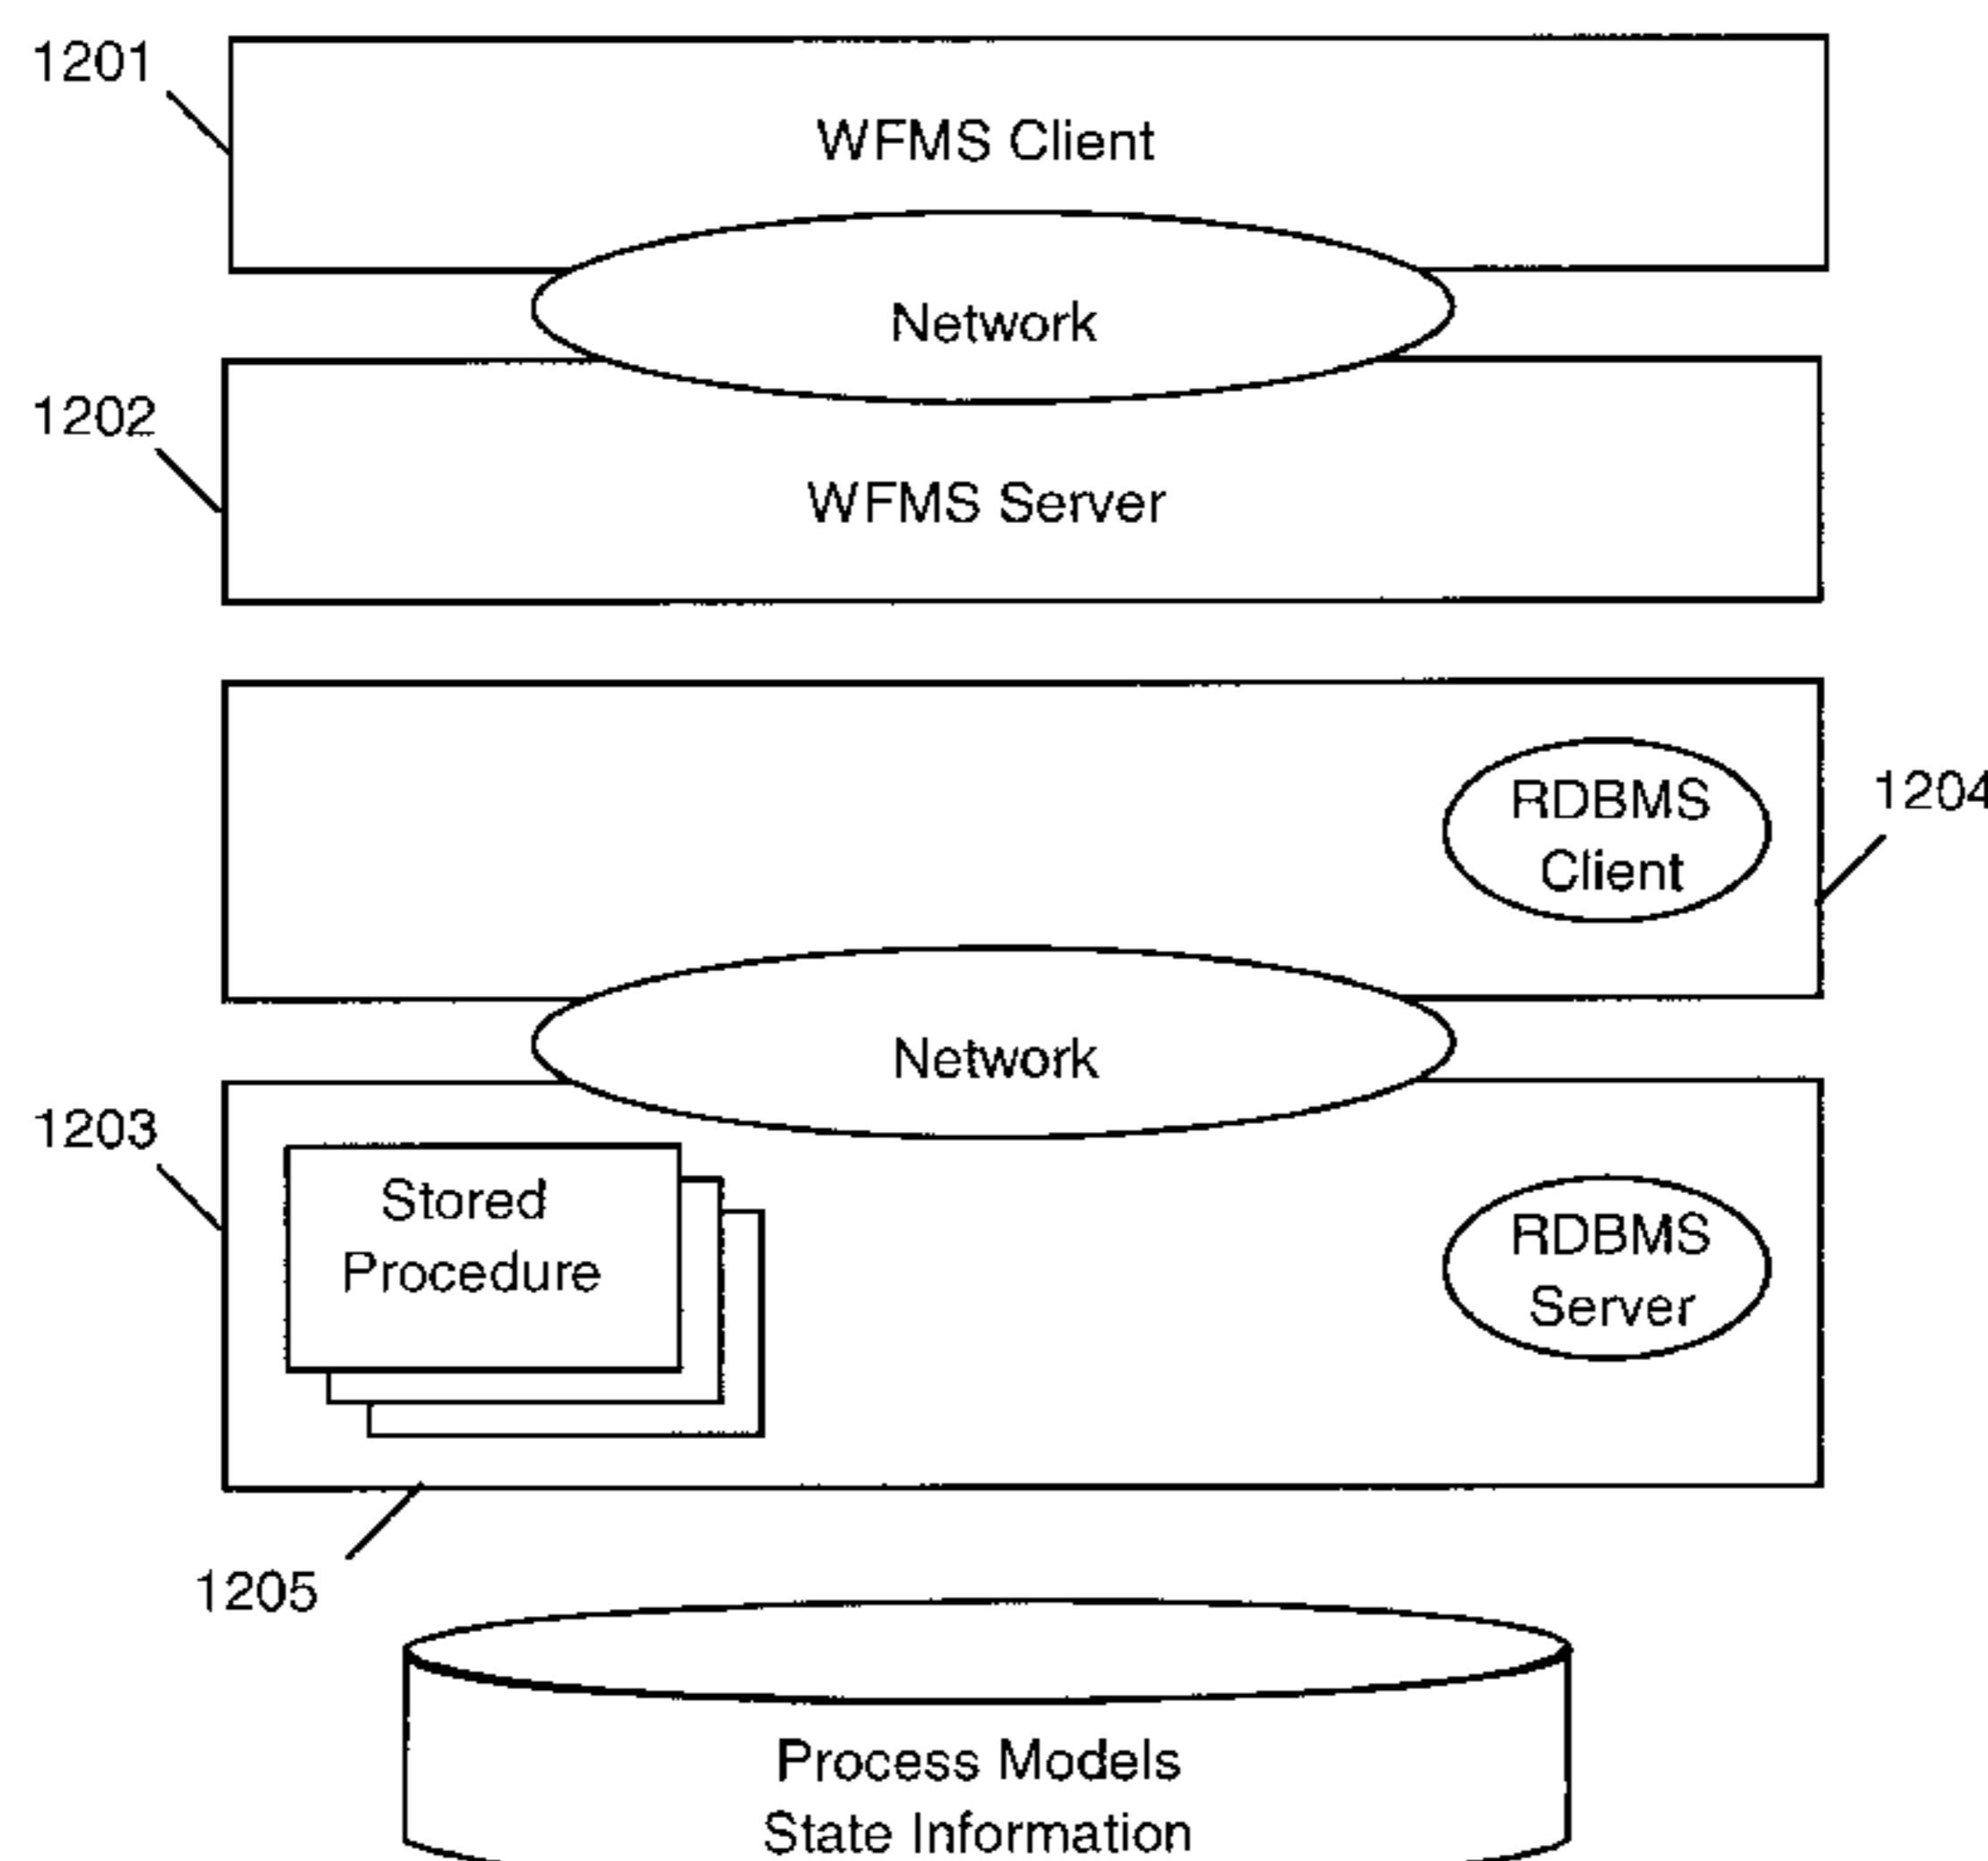 1201
WFMS Client
Network
1202
WFMS Server
RDBMS
Client
1204
Network
1203
Stored
Procedure
RDBMS
Server
1205
Process Models
State Information